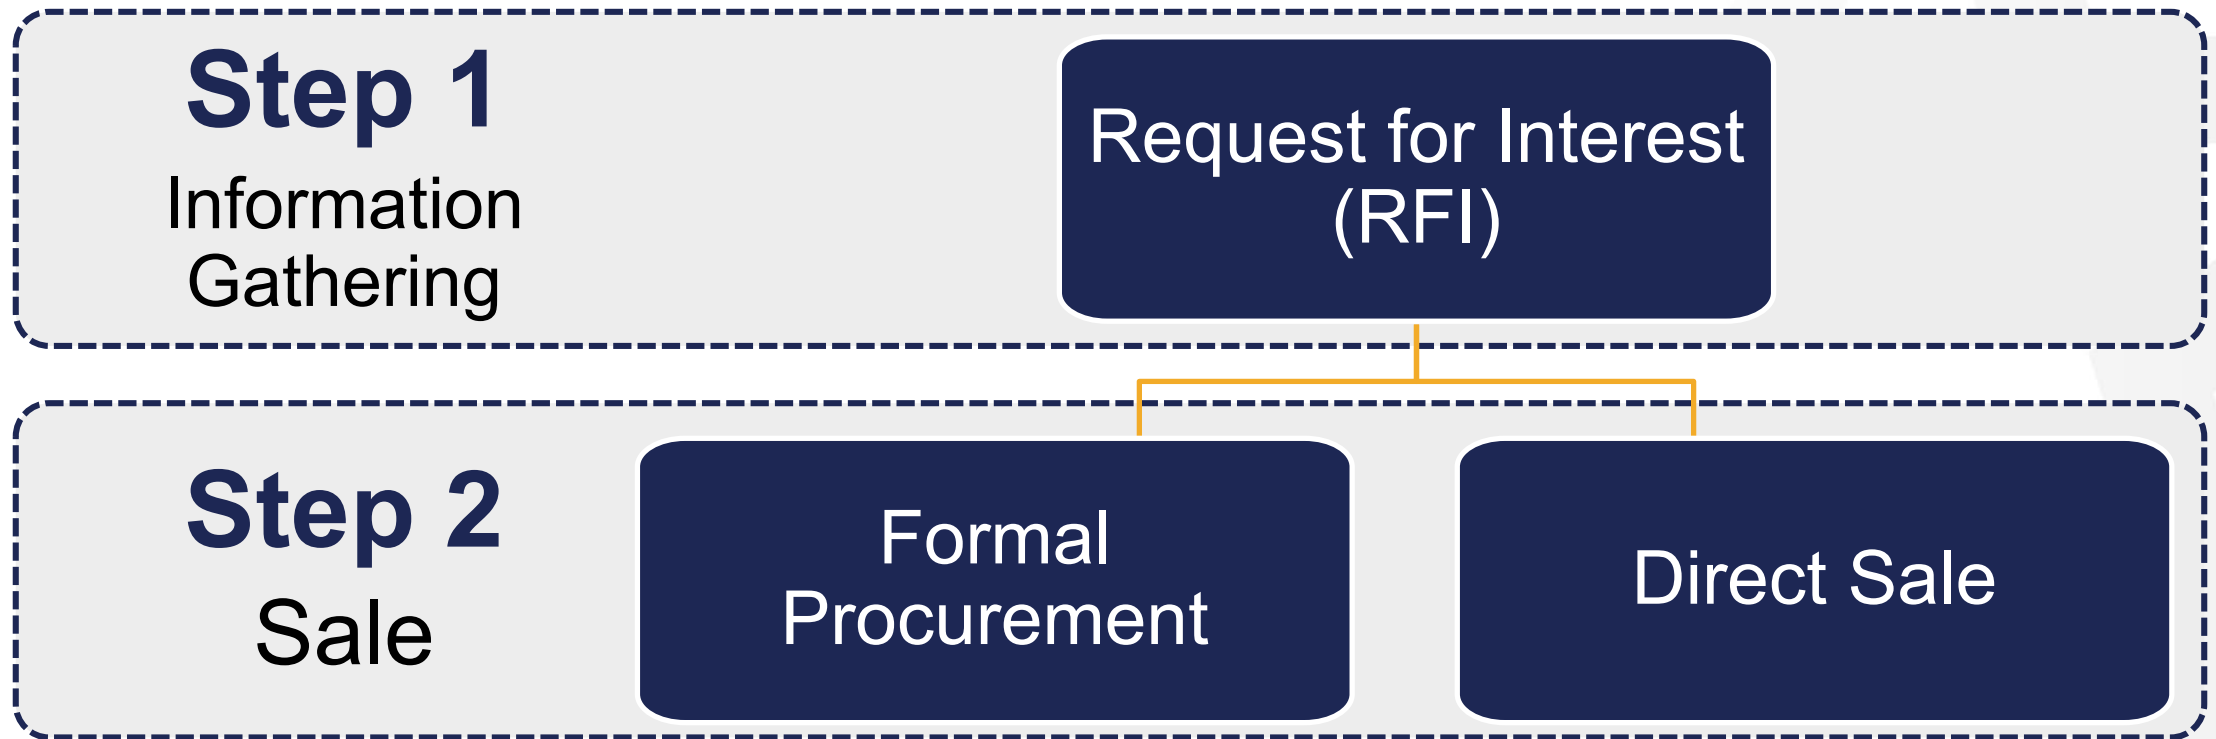 Step 1
Information
Gathering
Request for Interest
(RFI)
Step 2
Sale
Formal
Procurement
Direct Sale